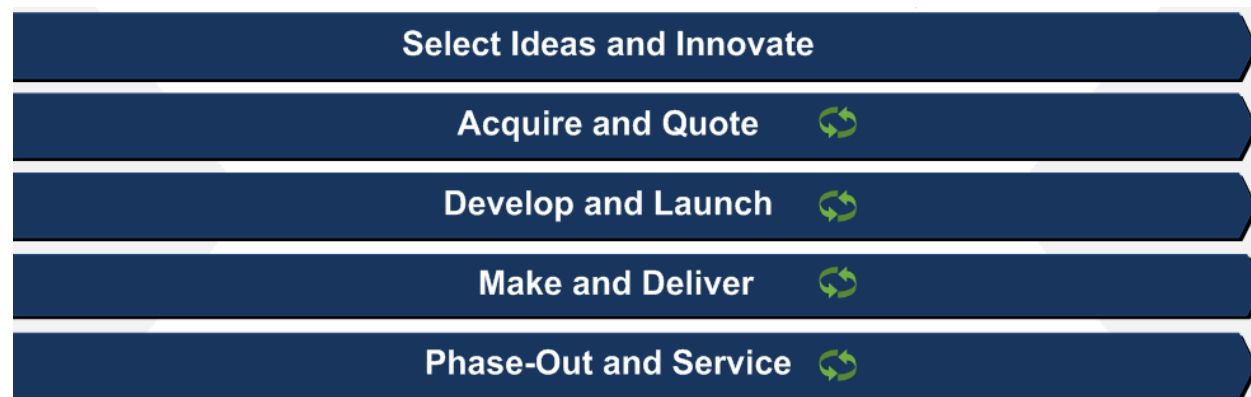 Select Ideas and Innovate
Acquire and Quote
Develop and Launch
Make and Deliver
Phase-Out and Service